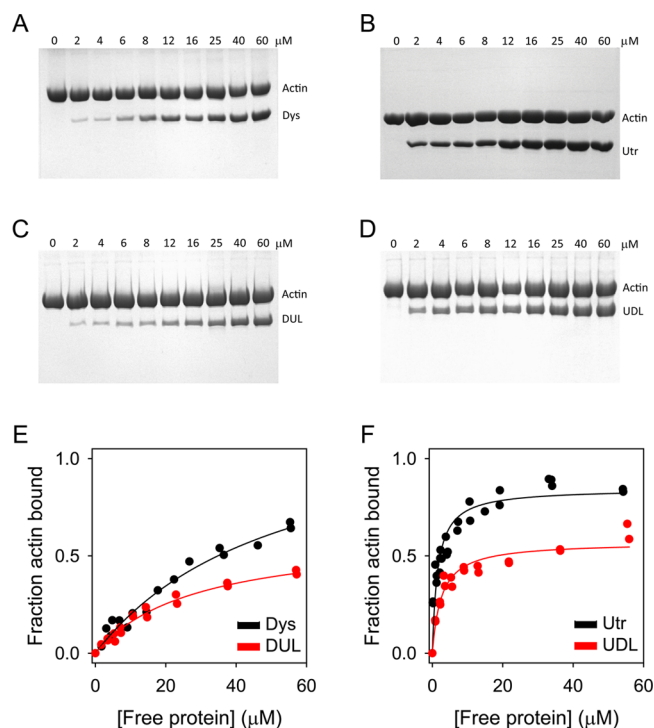 A
0 2 4 6 8 12 16 25 40 60 μM
Actin
Dys
B
0 2 4 6 8 12 16 25 40 60 μM
Actin
Utr
C
0 2 4 6 8 12 16 25 40 60 μM
Actin
DUL
D
0 2 4 6 8 12 16 25 40 60 μM
Actin
UDL
E
Fraction actin bound
1.0
0.5
0.0
Dys
DUL
0 20 40 60
[Free protein] (μM)
F
Fraction actin bound
1.0
0.5
0.0
Utr
UDL
0 20 40 60
[Free protein] (μM)